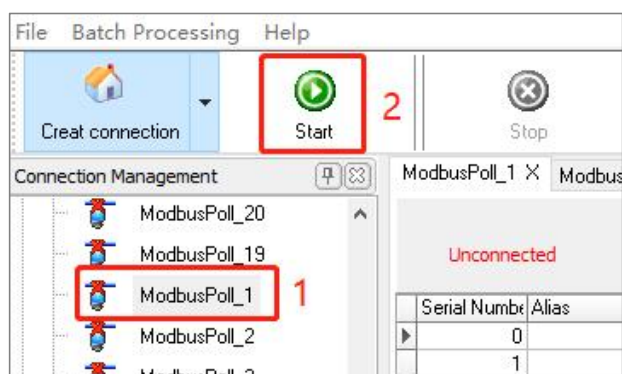 File Batch Processing Help
Creat connection
Start
2
Stop
Connection Management
ModbusPoll_1 X Modbus
ModbusPoll_20
ModbusPoll_19
Unconnected
ModbusPoll_1
1
Serial Numbe Alias
0
ModbusPoll_2
1